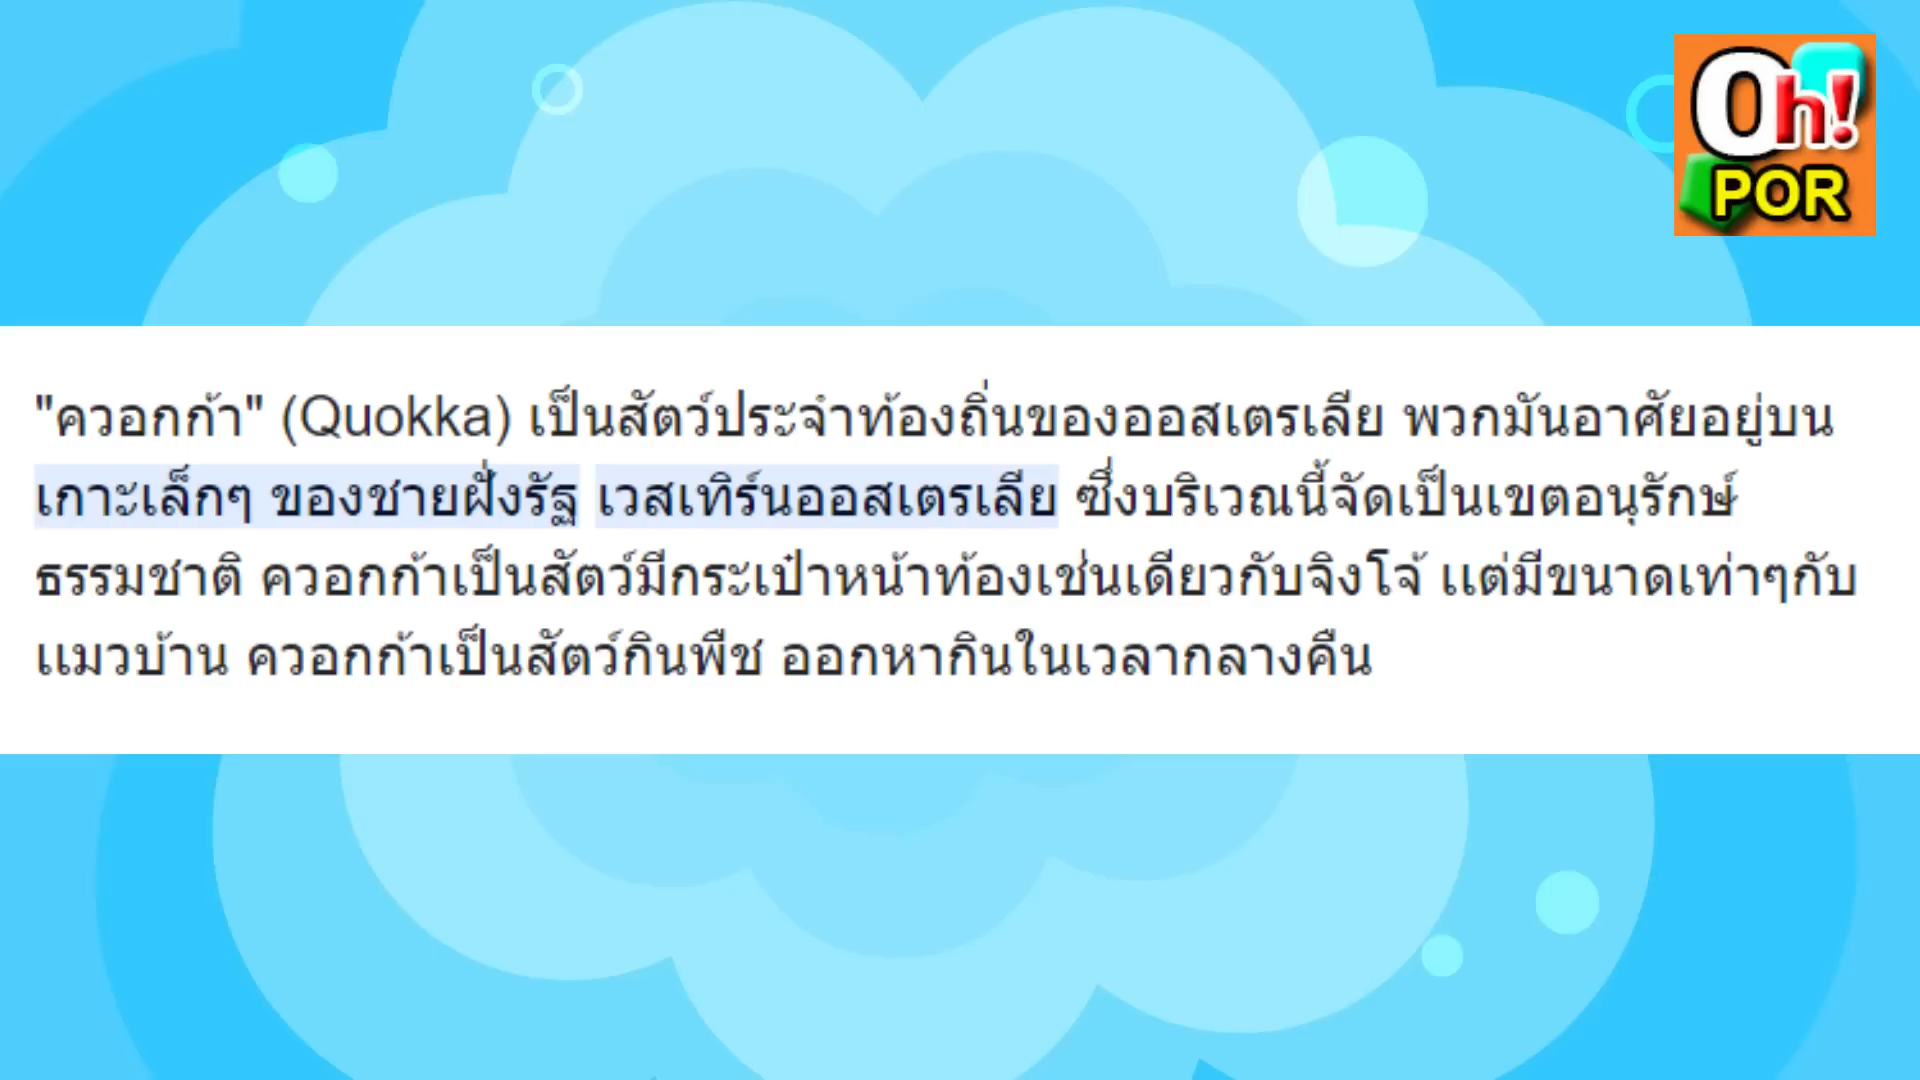 Oh!
POR
"ควอกก้า" (Quokka) เป็นสัตว์ประจำท้องถิ่นของออสเตรเลีย พวกมันอาศัยอยู่บน
เกาะเล็กๆ ของชายฝั่งรัฐ เวสเทิร์นออสเตรเลีย ซึ่งบริเวณนี้จัดเป็นเขตอนุรักษ์
ธรรมชาติ ควอกก้าเป็นสัตว์มีกระเป๋าหน้าท้องเช่นเดียวกับจิงโจ้ แต่มีขนาดเท่าๆกับ
แมวบ้าน ควอกก้าเป็นสัตว์กินพืช ออกหากินในเวลากลางคืน